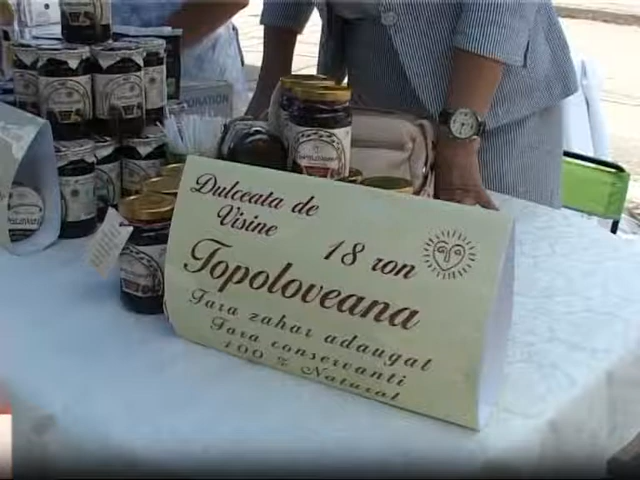 Dulceata de
Visine
18 ron
Topoloveana
Fara zahar adaugat
Fara conservanti
100 % Natural